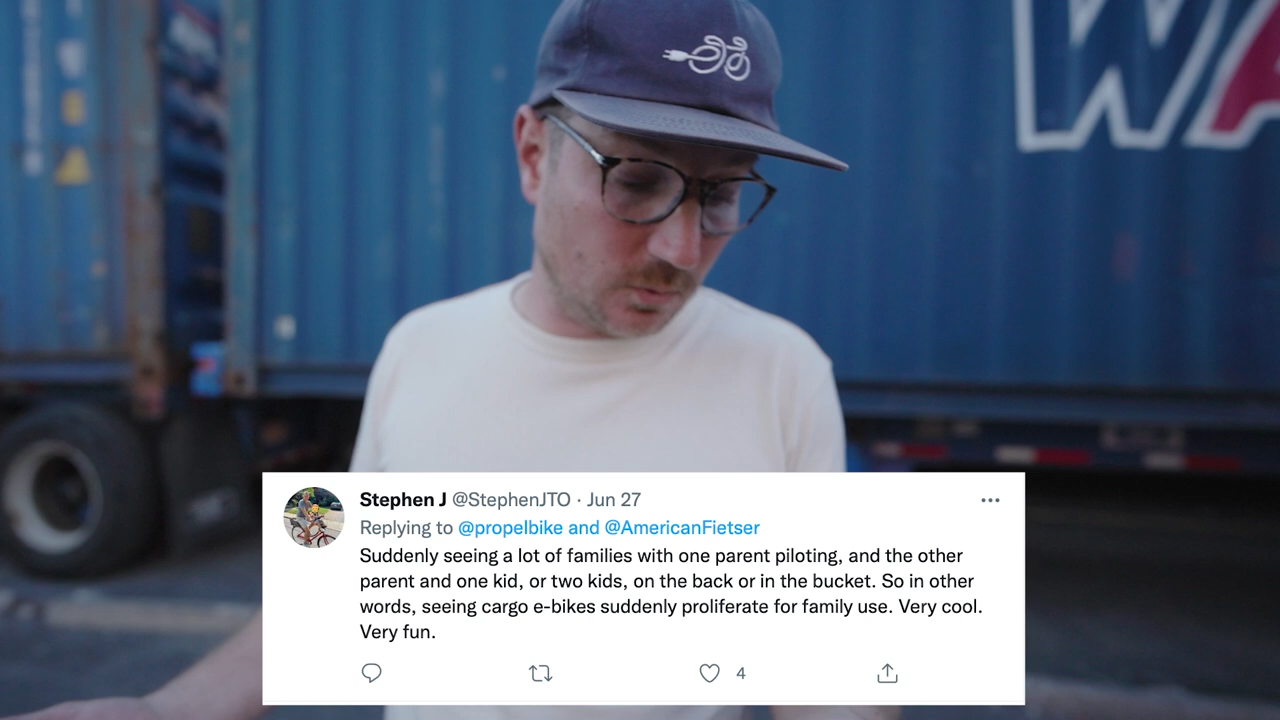 WA
Stephen J @StephenJTO · Jun 27
Replying to @propelbike and @AmericanFietser
Suddenly seeing a lot of families with one parent piloting, and the other
parent and one kid, or two kids, on the back or in the bucket. So in other
words, seeing cargo e-bikes suddenly proliferate for family use. Very cool.
Very fun.
4